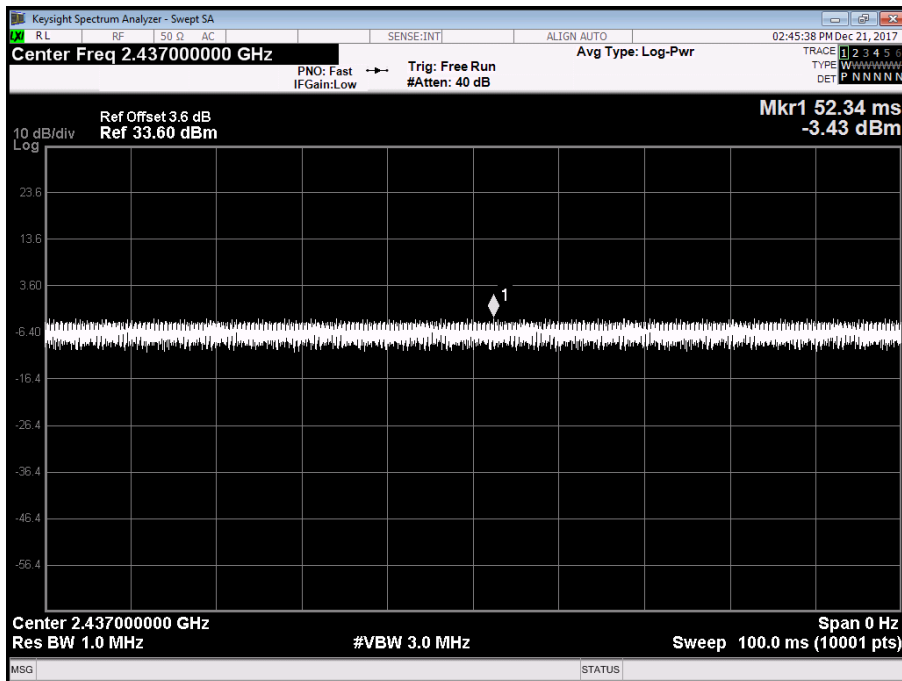 Keysight Spectrum Analyzer - Swept SA
LXI RL RF 50 Ω AC SENSE:INT ALIGN AUTO 02:45:38 PM Dec 21, 2017
Center Freq 2.437000000 GHz
Avg Type: Log-Pwr
TRACE 1 2 3 4 5 6
PNO: Fast
Trig: Free Run
TYPE WWWWWW
IFGain:Low
#Atten: 40 dB
DET P N N N N N
Mkr1 52.34 ms
Ref Offset 3.6 dB
-3.43 dBm
10 dB/div Ref 33.60 dBm
Log
23.6
13.6
3.60
1
-6.40
-16.4
-26.4
-36.4
-46.4
-56.4
Center 2.437000000 GHz Span 0 Hz
Res BW 1.0 MHz #VBW 3.0 MHz Sweep 100.0 ms (10001 pts)
MSG STATUS